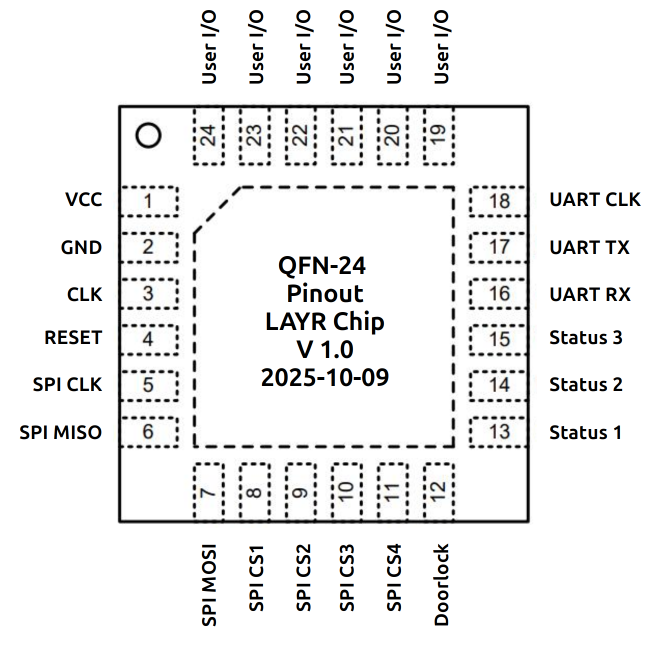 User I/O
User I/O
User I/O
User I/O
User I/O
User I/O
24
23
22
21
20
19
VCC 1
GND 2
CLK 3
RESET 4
SPI CLK 5
SPI MISO 6
QFN-24
Pinout
LAYR Chip
V 1.0
2025-10-09
18 UART CLK
17 UART TX
16 UART RX
15 Status 3
14 Status 2
13 Status 1
7
8
9
10
11
12
SPI MOSI
SPI CS1
SPI CS2
SPI CS3
SPI CS4
Doorlock